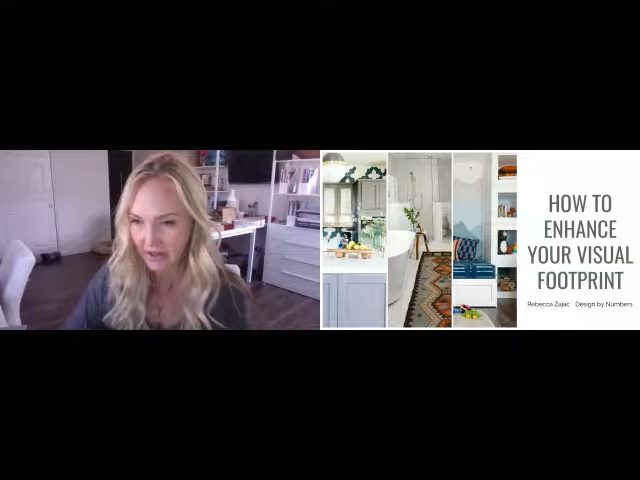 HOW TO
ENHANCE
YOUR VISUAL
FOOTPRINT
Rebecca Zajac Design by Numbers